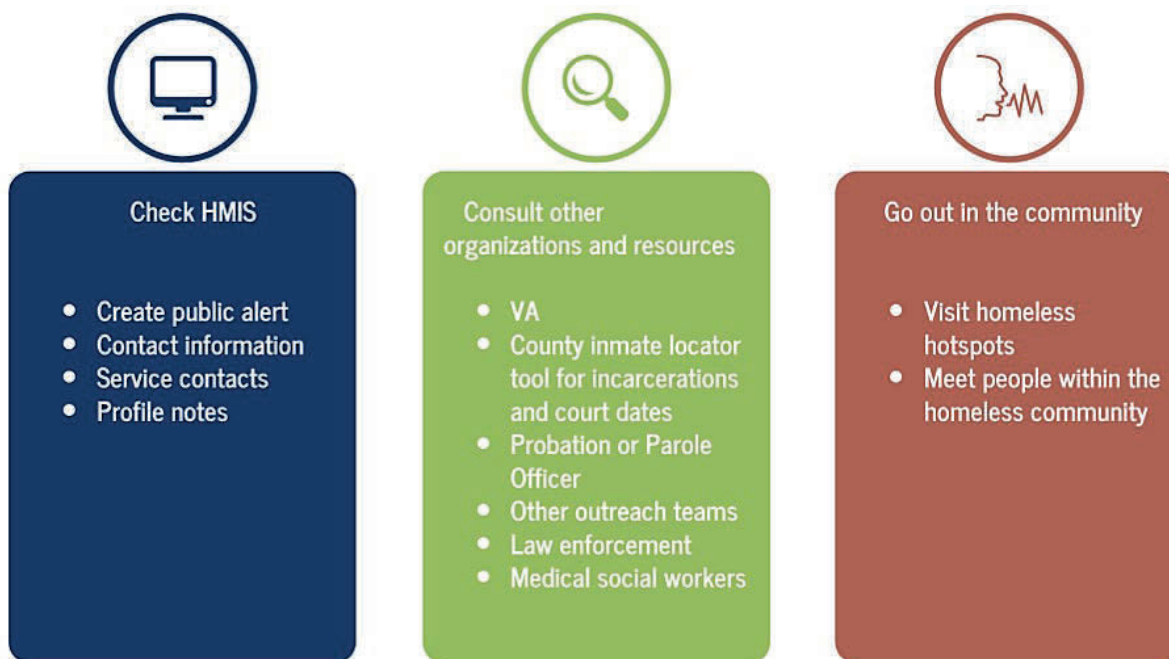 Check HMIS
• Create public alert
• Contact information
• Service contacts
• Profile notes
Consult other
organizations and resources
• VA
• County inmate locator
tool for incarcerations
and court dates
• Probation or Parole
Officer
• Other outreach teams
• Law enforcement
• Medical social workers
Go out in the community
• Visit homeless
hotspots
• Meet people within the
homeless community